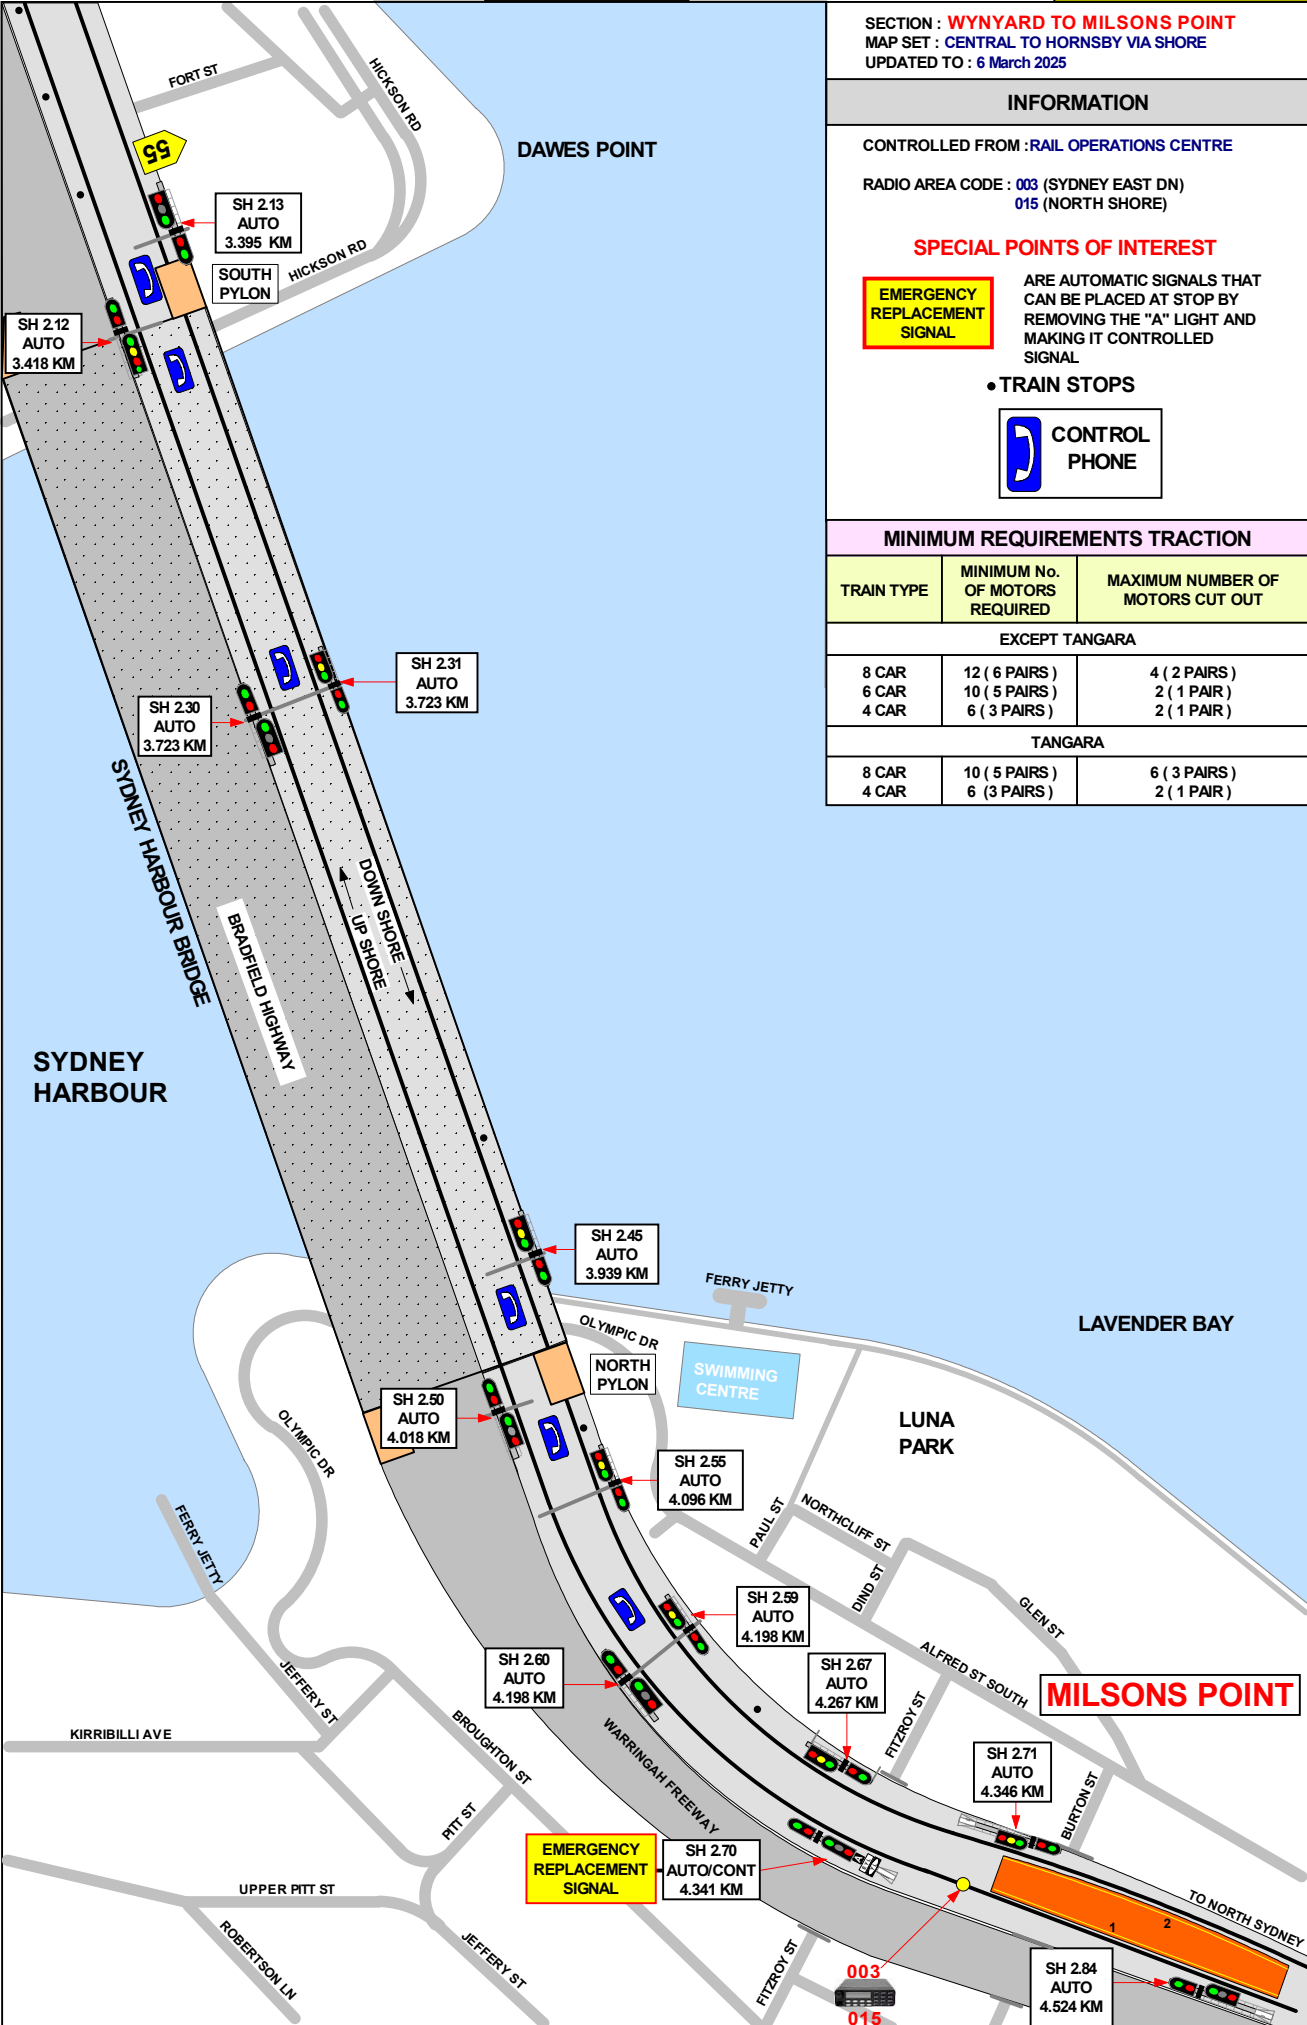 SECTION : WYNYARD TO MILSONS POINT
MAP SET : CENTRAL TO HORNSBY VIA SHORE
UPDATED TO : 6 March 2025
INFORMATION
CONTROLLED FROM : RAIL OPERATIONS CENTRE
RADIO AREA CODE : 003 (SYDNEY EAST DN)
015 (NORTH SHORE)
SPECIAL POINTS OF INTEREST
EMERGENCY
REPLACEMENT
SIGNAL
ARE AUTOMATIC SIGNALS THAT
CAN BE PLACED AT STOP BY
REMOVING THE "A" LIGHT AND
MAKING IT CONTROLLED
SIGNAL
• TRAIN STOPS
CONTROL
PHONE
MINIMUM REQUIREMENTS TRACTION
TRAIN TYPE
MINIMUM No.
OF MOTORS
REQUIRED
MAXIMUM NUMBER OF
MOTORS CUT OUT
EXCEPT TANGARA
8 CAR 12 ( 6 PAIRS ) 4 ( 2 PAIRS )
6 CAR 10 ( 5 PAIRS ) 2 ( 1 PAIR )
4 CAR 6 ( 3 PAIRS ) 2 ( 1 PAIR )
TANGARA
8 CAR 10 ( 5 PAIRS ) 6 ( 3 PAIRS )
4 CAR 6 (3 PAIRS ) 2 ( 1 PAIR )
FORT ST
HICKSON RD
DAWES POINT
55
SH 2.13
AUTO
3.395 KM
HICKSON RD
SOUTH
PYLON
SH 2.12
AUTO
3.418 KM
SH 2.31
AUTO
3.723 KM
SH 2.30
AUTO
3.723 KM
SYDNEY HARBOUR BRIDGE
BRADFIELD HIGHWAY
DOWN SHORE
UP SHORE
SYDNEY
HARBOUR
SH 2.45
AUTO
3.939 KM
FERRY JETTY
LAVENDER BAY
OLYMPIC DR
NORTH
PYLON
SWIMMING
CENTRE
SH 2.50
AUTO
4.018 KM
LUNA
PARK
OLYMPIC DR
SH 2.55
AUTO
4.096 KM
FERRY JETTY
PAUL ST
NORTHCLIFF ST
DIND ST
GLEN ST
SH 2.59
AUTO
4.198 KM
SH 2.60
AUTO
4.198 KM
SH 2.67
AUTO
4.267 KM
ALFRED ST SOUTH
MILSONS POINT
JEFFERY ST
KIRRIBILLI AVE
BROUGHTON ST
WARRINGAH FREEWAY
FITZROY ST
SH 2.71
AUTO
4.346 KM
BURTON ST
PITT ST
EMERGENCY
REPLACEMENT
SIGNAL
SH 2.70
AUTO/CONT
4.341 KM
UPPER PITT ST
ROBERTSON LN
JEFFERY ST
FITZROY ST
1
2
TO NORTH SYDNEY
003
015
SH 2.84
AUTO
4.524 KM